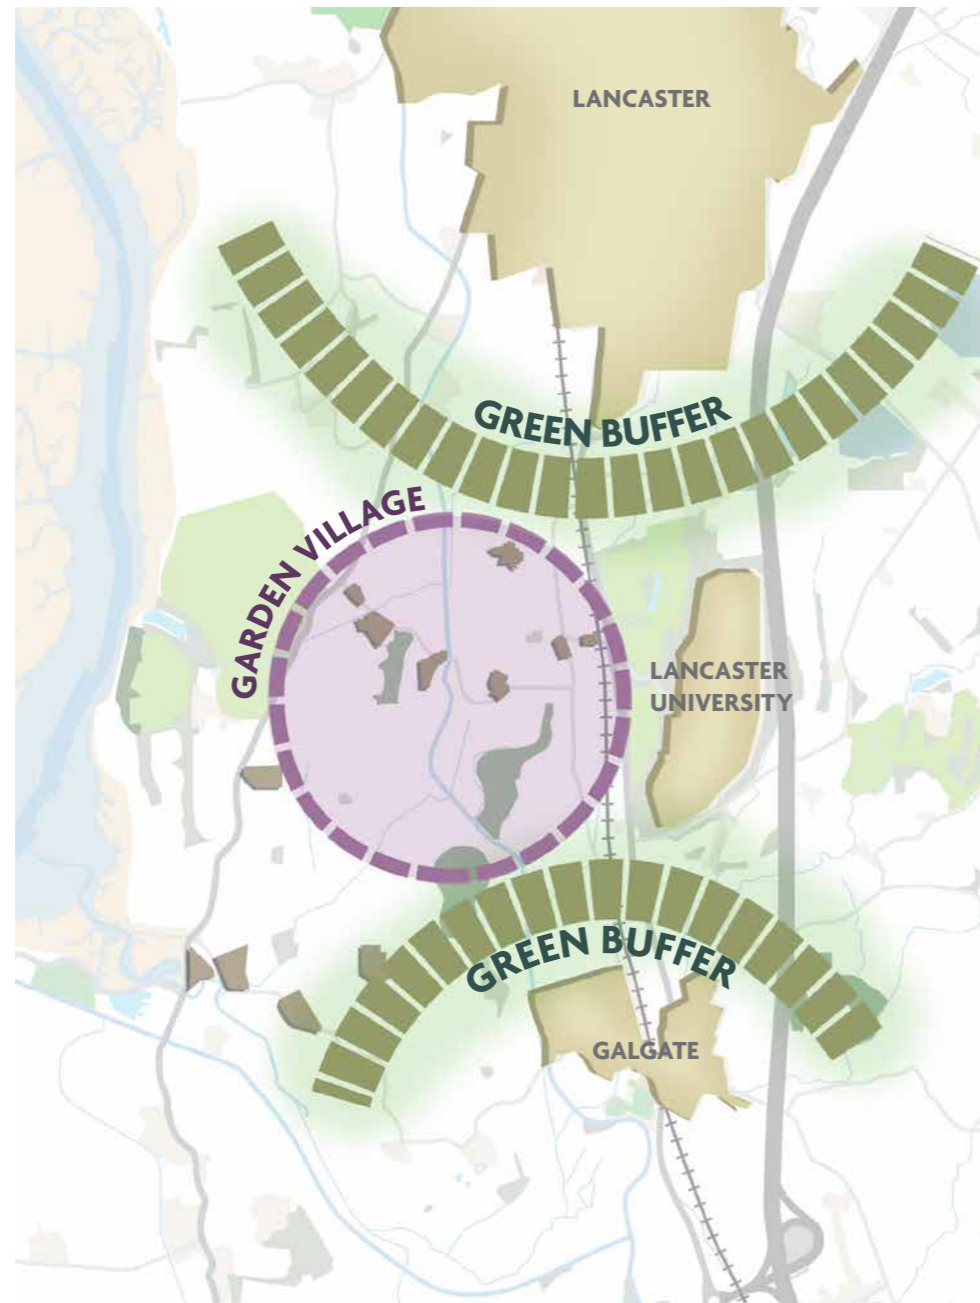 LANCASTER
GREEN BUFFER
GARDEN VILLAGE
LANCASTER
UNIVERSITY
GREEN BUFFER
GALGATE